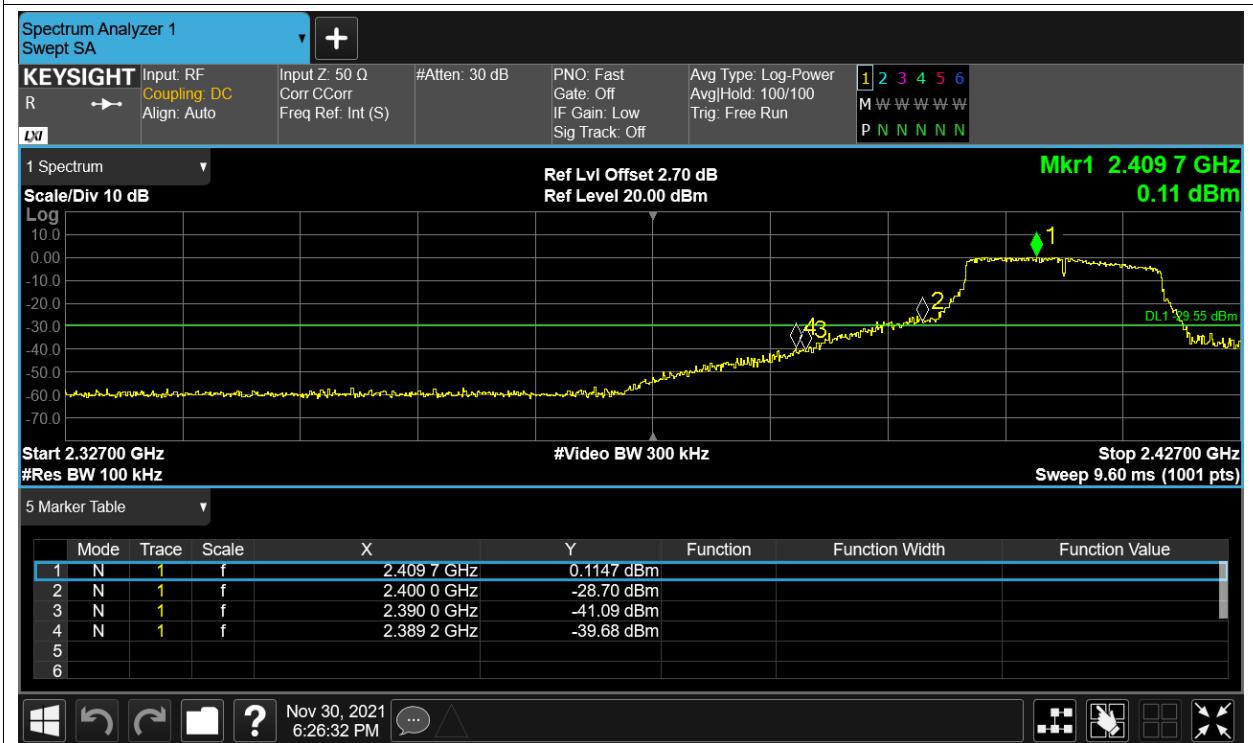 Spectrum Analyzer 1
Swept SA
KEYSIGHT
R
LXI
Input: RF
Coupling: DC
Align: Auto
Input Z: 50 Ω
Corr CCorr
Freq Ref: Int (S)
#Atten: 30 dB
PNO: Fast
Gate: Off
IF Gain: Low
Sig Track: Off
Avg Type: Log-Power
Avg|Hold: 100/100
Trig: Free Run
1 2 3 4 5 6
M W W W W W
P N N N N N
1 Spectrum
Scale/Div 10 dB
Ref Lvl Offset 2.70 dB
Ref Level 20.00 dBm
Mkr1 2.409 7 GHz
0.11 dBm
Log
10.0
0.00
-10.0
-20.0
-30.0
-40.0
-50.0
-60.0
-70.0
1
2
4 3
DL1 -29.55 dBm
Start 2.32700 GHz
#Res BW 100 kHz
#Video BW 300 kHz
Stop 2.42700 GHz
Sweep 9.60 ms (1001 pts)
5 Marker Table
Mode Trace Scale X Y Function Function Width Function Value
1 N 1 f 2.409 7 GHz 0.1147 dBm
2 N 1 f 2.400 0 GHz -28.70 dBm
3 N 1 f 2.390 0 GHz -41.09 dBm
4 N 1 f 2.389 2 GHz -39.68 dBm
5
6
?
Nov 30, 2021
6:26:32 PM